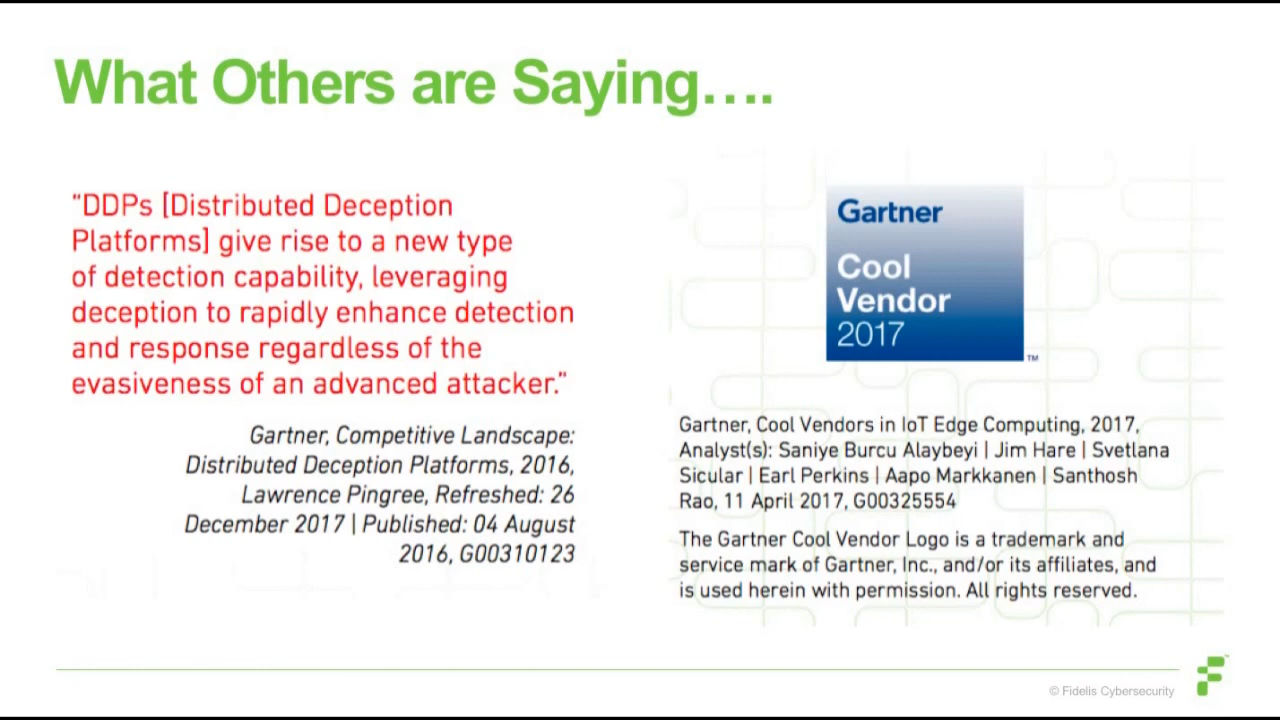 What Others are Saying….
“DDPs [Distributed Deception
Platforms] give rise to a new type
of detection capability, leveraging
deception to rapidly enhance detection
and response regardless of the
evasiveness of an advanced attacker.”
Gartner, Competitive Landscape:
Distributed Deception Platforms, 2016,
Lawrence Pingree, Refreshed: 26
December 2017 | Published: 04 August
2016, G00310123
Gartner
Cool
Vendor
2017
™
Gartner, Cool Vendors in IoT Edge Computing, 2017,
Analyst(s): Saniye Burcu Alaybeyi | Jim Hare | Svetlana
Sicular | Earl Perkins | Aapo Markkanen | Santhosh
Rao, 11 April 2017, G00325554
The Gartner Cool Vendor Logo is a trademark and
service mark of Gartner, Inc., and/or its affiliates, and
is used herein with permission. All rights reserved.
© Fidelis Cybersecurity